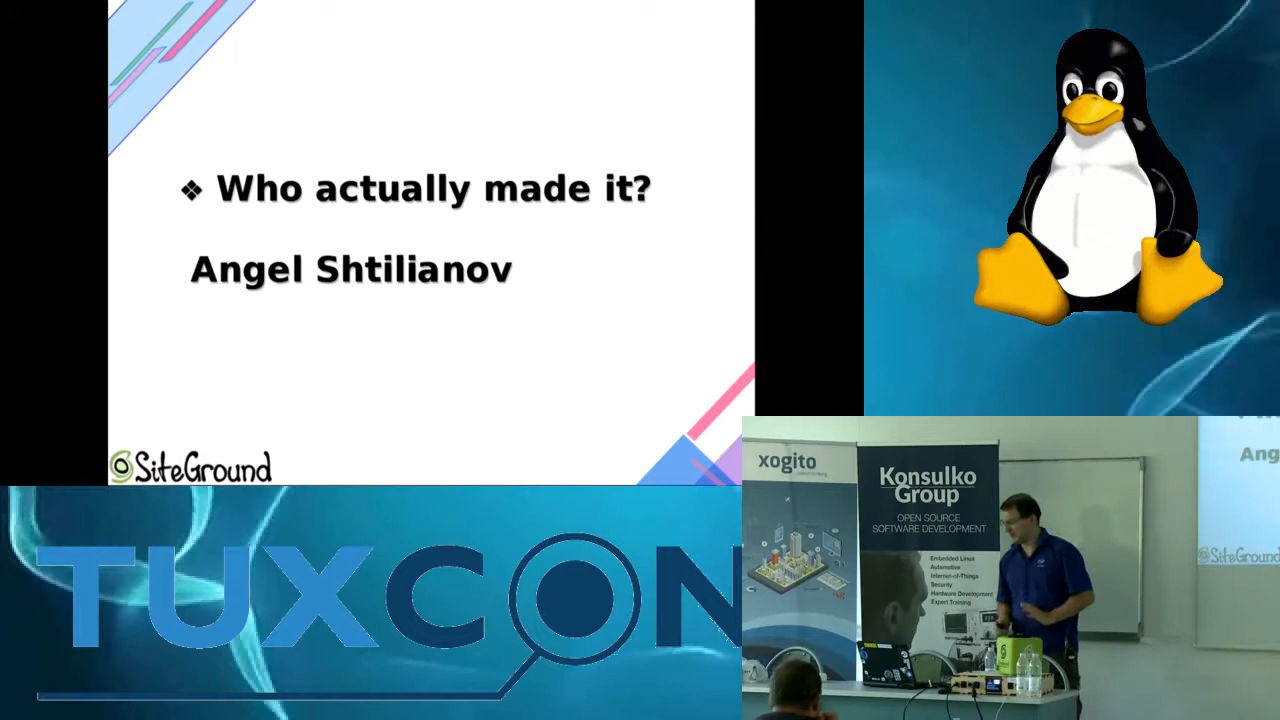 ❖ Who actually made it?
Angel Shtilianov
SiteGround
TUXCON
xogito
Konsulko
Group
OPEN SOURCE
SOFTWARE DEVELOPMENT
Embedded Linux
Automotive
Internet-of-Things
Security
Hardware Development
Expert Training
Ang
SiteGround